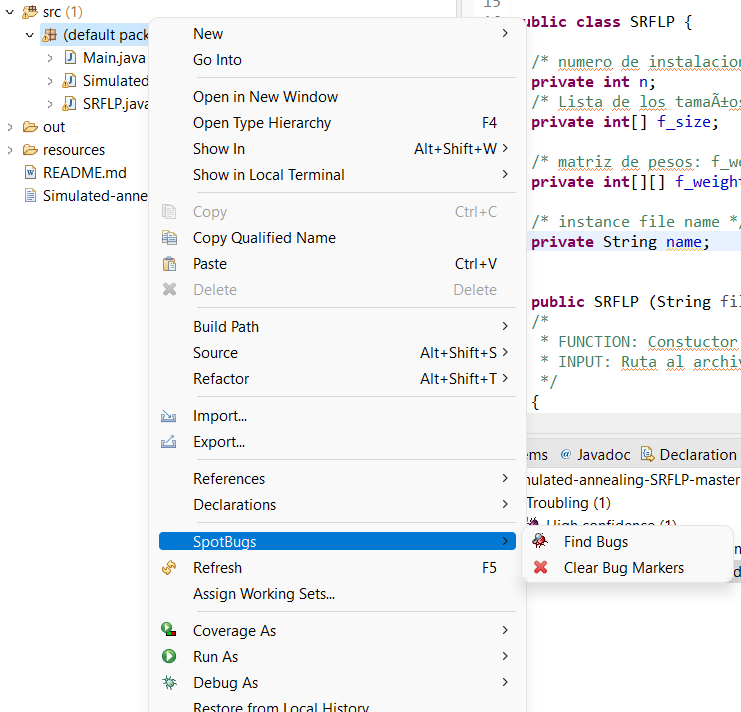 src (1)
(default pack
Main.java
Simulated
SRFLP.java
out
resources
README.md
Simulated-anne
New
Go Into
Open in New Window
Open Type Hierarchy F4
Show In Alt+Shift+W
Show in Local Terminal
Copy Ctrl+C
Copy Qualified Name
Paste Ctrl+V
Delete Delete
Build Path
Source Alt+Shift+S
Refactor Alt+Shift+T
Import...
Export...
References
Declarations
SpotBugs
Refresh F5
Assign Working Sets...
Coverage As
Run As
Debug As
Restore from Local History
Find Bugs
Clear Bug Markers
15
ublic class SRFLP {
/* numero de instalacion
private int n;
/* Lista de los tamaÃ±os
private int[] f_size;
/* matriz de pesos: f_we
private int[][] f_weight
/* instance file name */
private String name;
public SRFLP (String fil
/*
* FUNCTION: Constuctor
* INPUT: Ruta al archiv
*/
{
ems @ Javadoc Declaration
mulated-annealing-SRFLP-master
Troubling (1)
High confidence (1)